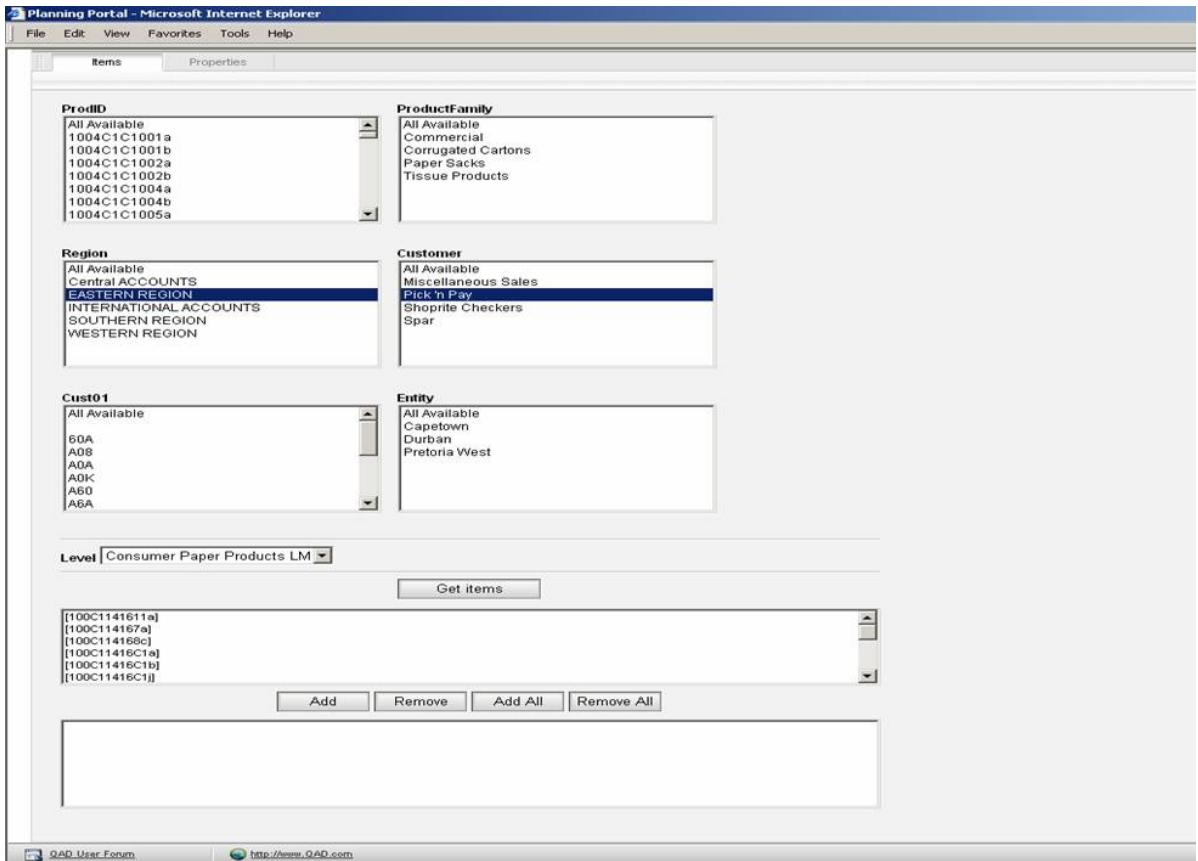 Planning Portal - Microsoft Internet Explorer
File Edit View Favorites Tools Help
Items Properties
ProdID ProductFamily
All Available All Available
1004C1C1001a Commercial
1004C1C1001b Corrugated Cartons
1004C1C1002a Paper Sacks
1004C1C1002b Tissue Products
1004C1C1004a
1004C1C1004b
1004C1C1005a
Region Customer
All Available All Available
Central ACCOUNTS Miscellaneous Sales
EASTERN REGION Pick 'n Pay
INTERNATIONAL ACCOUNTS Shoprite Checkers
SOUTHERN REGION Spar
WESTERN REGION
Cust01 Entity
All Available All Available
Capetown
60A Durban
A08 Pretoria West
A0A
A0K
A60
A6A
Level Consumer Paper Products LM
Get items
[100C1141611a]
[100C114167a]
[100C114168c]
[100C11416C1a]
[100C11416C1b]
[100C11416C1j]
Add Remove Add All Remove All
QAD User Forum http://www.QAD.com